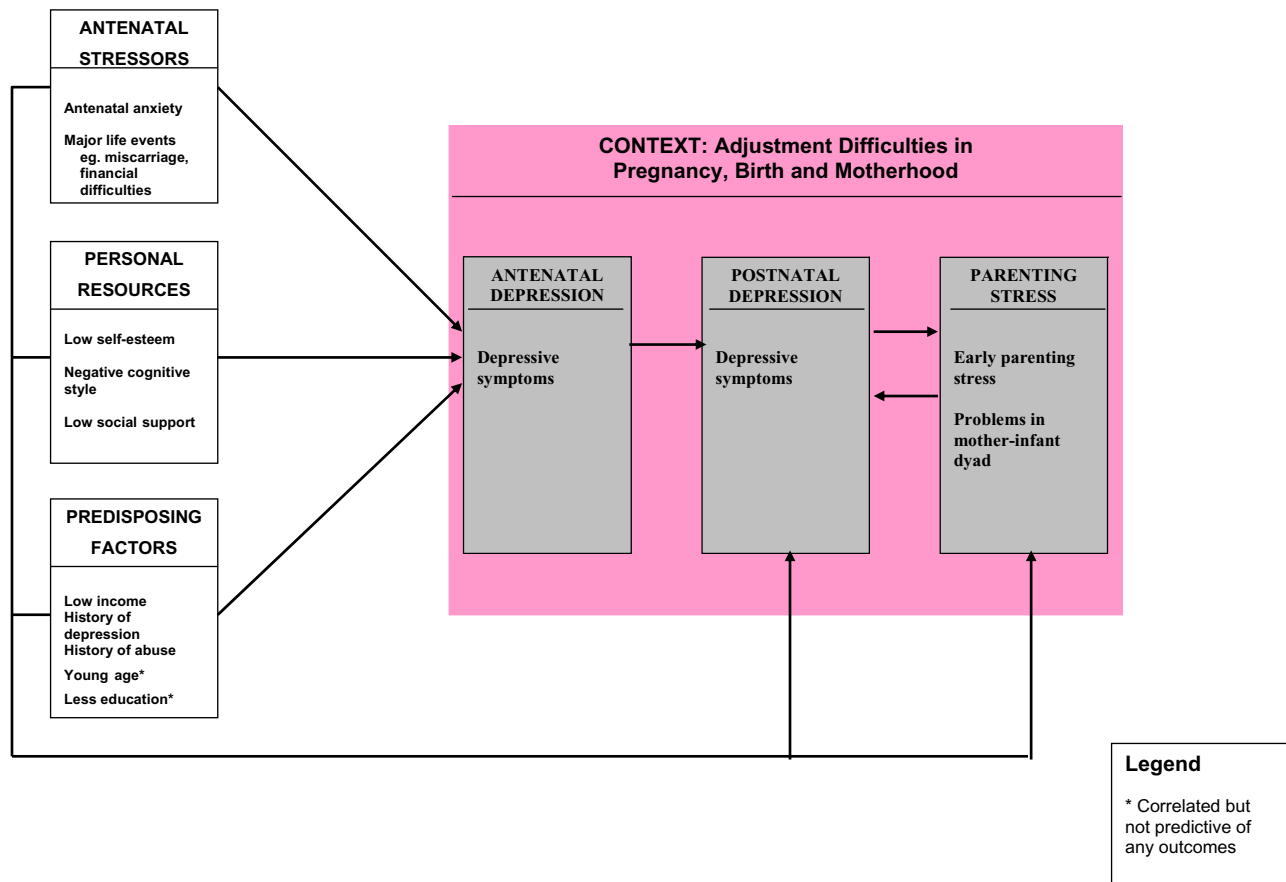 ANTENATAL
STRESSORS
Antenatal anxiety
Major life events
eg. miscarriage,
financial
difficulties
PERSONAL
RESOURCES
Low self-esteem
Negative cognitive
style
Low social support
PREDISPOSING
FACTORS
Low income
History of
depression
History of abuse
Young age*
Less education*
CONTEXT: Adjustment Difficulties in
Pregnancy, Birth and Motherhood
ANTENATAL
DEPRESSION
Depressive
symptoms
POSTNATAL
DEPRESSION
Depressive
symptoms
PARENTING
STRESS
Early parenting
stress
Problems in
mother-infant
dyad
Legend
* Correlated but
not predictive of
any outcomes